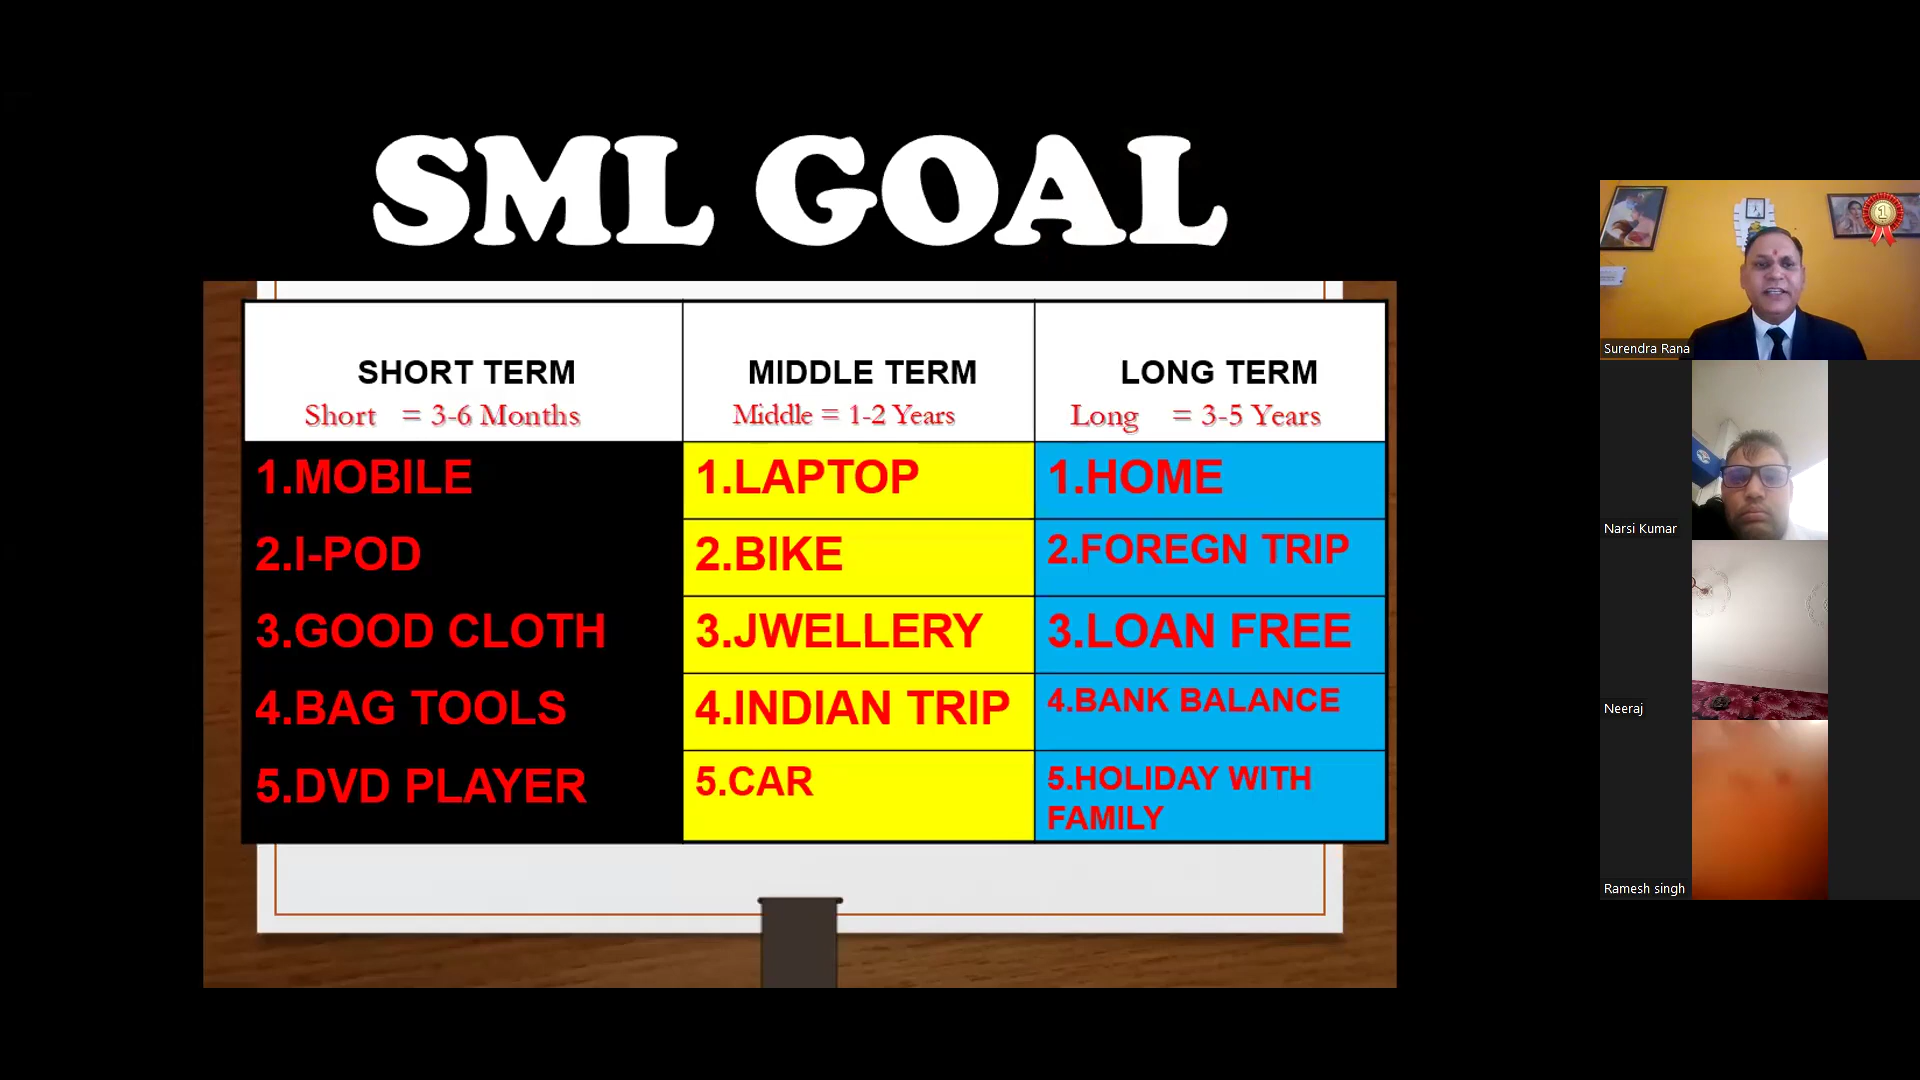 SML GOAL
SHORT TERM
Short = 3-6 Months
MIDDLE TERM
Middle = 1-2 Years
LONG TERM
Long = 3-5 Years
1.MOBILE
1.LAPTOP
1.HOME
2.I-POD
2.BIKE
2.FOREGN TRIP
3.GOOD CLOTH
3.JWELLERY
3.LOAN FREE
4.BAG TOOLS
4.INDIAN TRIP
4.BANK BALANCE
5.DVD PLAYER
5.CAR
5.HOLIDAY WITH
FAMILY
1
Surendra Rana
Narsi Kumar
Neeraj
Ramesh singh